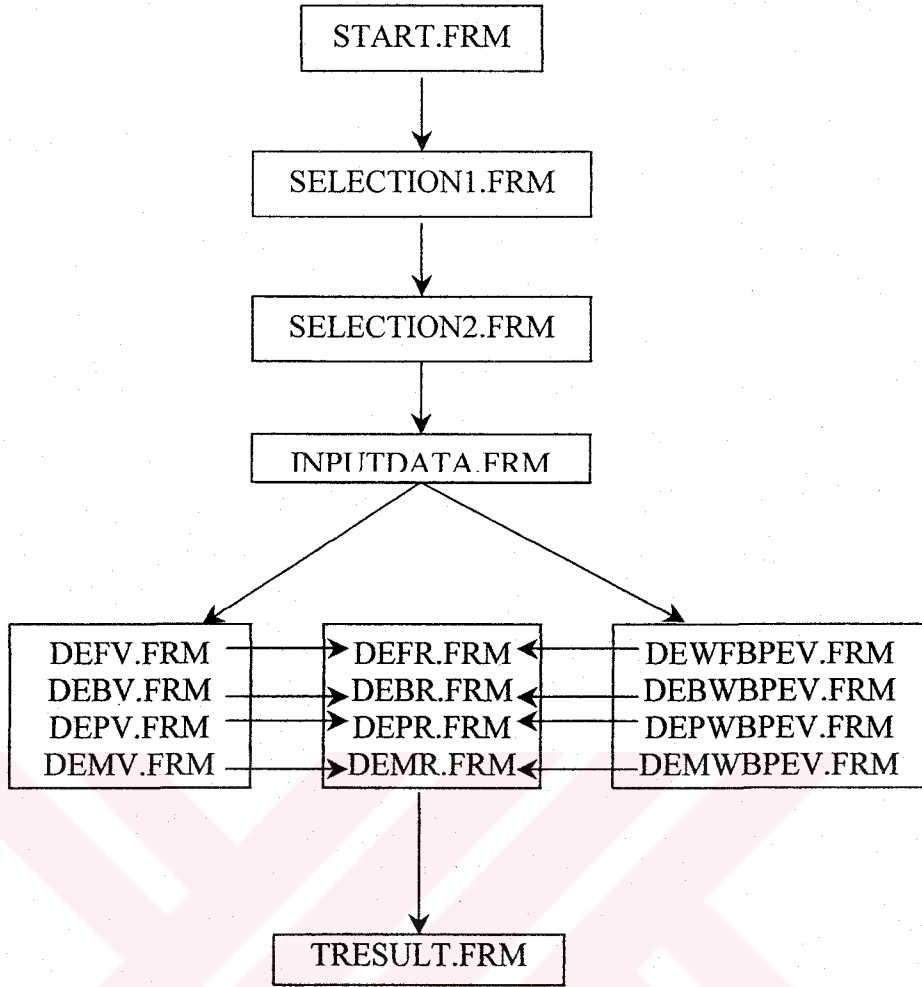 START.FRM
SELECTION1.FRM
SELECTION2.FRM
INPUTDATA.FRM
DEFV.FRM
DEBV.FRM
DEPV.FRM
DEMV.FRM
DEFR.FRM
DEBR.FRM
DEPR.FRM
DEMR.FRM
DEWFBPEV.FRM
DEBWBPEV.FRM
DEPWBPEV.FRM
DEMWBPEV.FRM
TRESULT.FRM